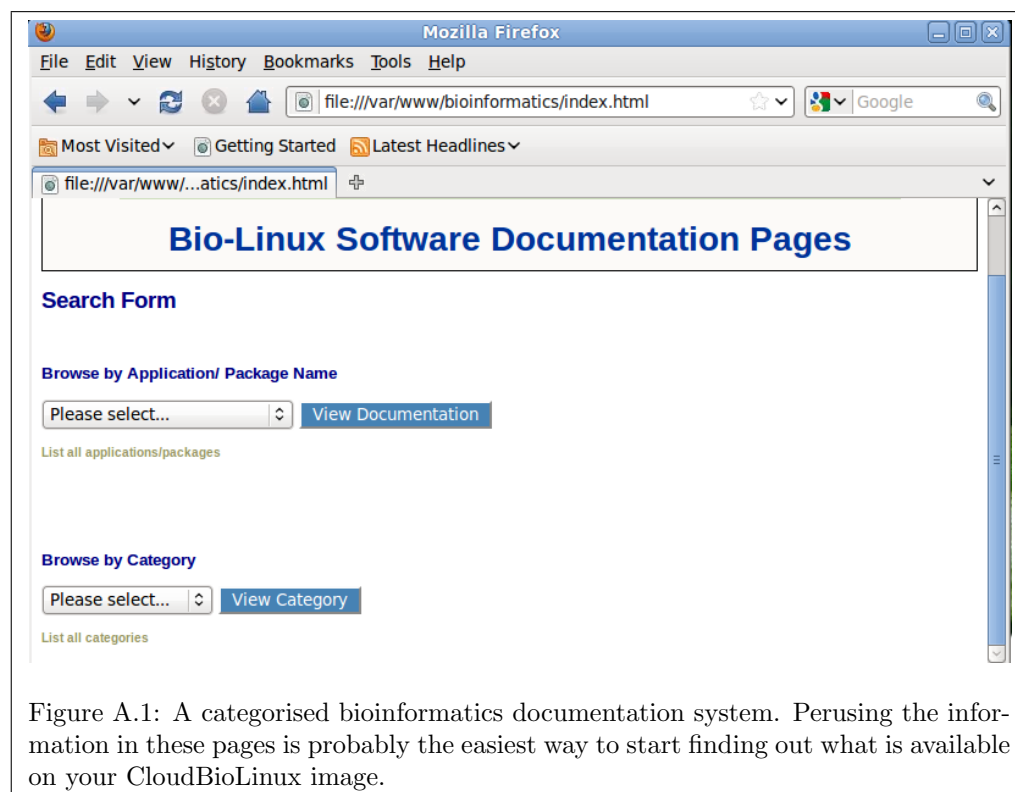 Mozilla Firefox
File Edit View History Bookmarks Tools Help
file:///var/www/bioinformatics/index.html Google
Most Visited Getting Started Latest Headlines
file:///var/www/...atics/index.html
Bio-Linux Software Documentation Pages
Search Form
Browse by Application/ Package Name
Please select... View Documentation
List all applications/packages
Browse by Category
Please select... View Category
List all categories
Figure A.1: A categorised bioinformatics documentation system. Perusing the infor-
mation in these pages is probably the easiest way to start finding out what is available
on your CloudBioLinux image.